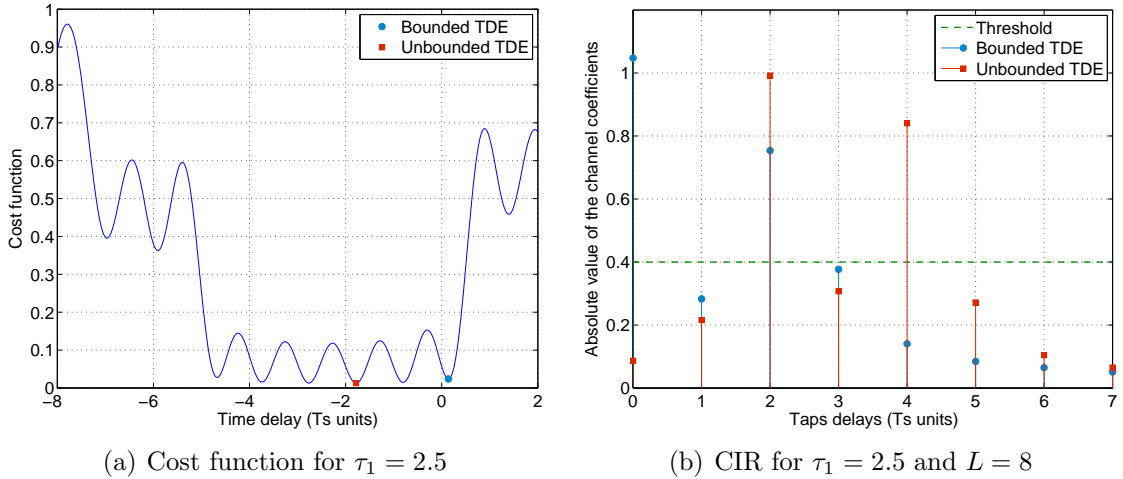 Cost function
1
0.9
0.8
0.7
0.6
0.5
0.4
0.3
0.2
0.1
0
−8
−6
−4
−2
0
2
Time delay (Ts units)
Bounded TDE
Unbounded TDE
(a) Cost function for τ₁ = 2.5
Absolute value of the channel coefficients
1
0.8
0.6
0.4
0.2
0
0
1
2
3
4
5
6
7
Taps delays (Ts units)
Threshold
Bounded TDE
Unbounded TDE
(b) CIR for τ₁ = 2.5 and L = 8